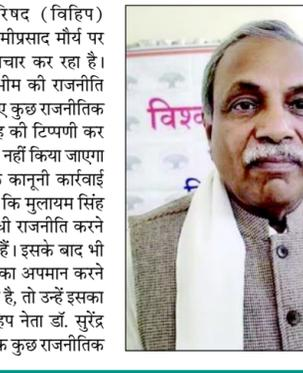 रिषद (विहिप)
मीप्रसाद मौर्य पर
चार कर रहा है।
भीम की राजनीति
ए कुछ राजनीतिक
ह की टिप्पणी कर
नहीं किया जाएगा
कानूनी कार्रवाई
कि मुलायम सिंह
धी राजनीति करने
हैं। इसके बाद भी
का अपमान करने
है, तो उन्हें इसका
हप नेता डॉ. सुरेंद्र
क कुछ राजनीतिक
विश्व